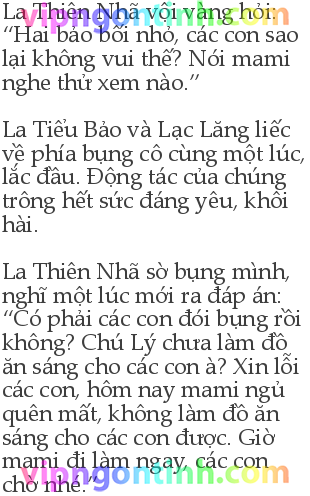 La Thiên Nhã vội vàng hỏi:
vipngontinh.com
“Hai bảo bối nhỏ, các con sao
lại không vui thế? Nói mami
nghe thử xem nào.”
La Tiểu Bảo và Lạc Lăng liếc
về phía bụng cô cùng một lúc,
lắc đầu. Động tác của chúng
trông hết sức đáng yêu, khôi
hài.
La Thiên Nhã sờ bụng mình,
nghĩ một lúc mới ra đáp án:
“Có phải các con đói bụng rồi
không? Chú Lý chưa làm đồ
ăn sáng cho các con à? Xin lỗi
các con, hôm nay mami ngủ
quên mất, không làm đồ ăn
sáng cho các con được. Giờ
mami đi làm ngay, các con
vipngontinh.com
chờ nhé.”